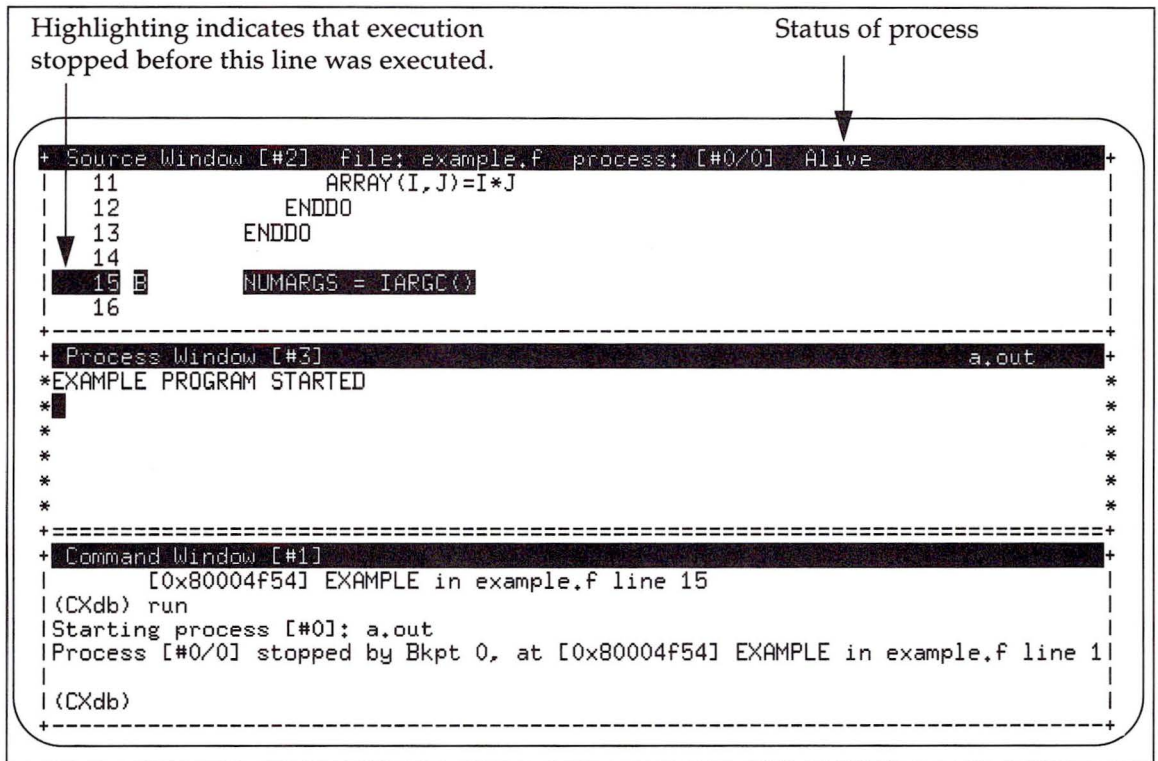 Highlighting indicates that execution
stopped before this line was executed.
Status of process
+ Source Window [#2]  file: example.f  process: [#0/0]  Alive +
|   11                ARRAY(I,J)=I*J |
|   12             ENDDO |
|   13          ENDDO |
|   14 |
|   15 B        NUMARGS = IARGC() |
|   16 |
+------------------------------------------------------------------------------+
+ Process Window [#3]                                                a.out +
*EXAMPLE PROGRAM STARTED *
* *
* *
* *
* *
* *
+==============================================================================+
+ Command Window [#1] +
|        [0x80004f54] EXAMPLE in example.f line 15 |
|(CXdb) run |
|Starting process [#0]: a.out |
|Process [#0/0] stopped by Bkpt 0, at [0x80004f54] EXAMPLE in example.f line 1|
| |
|(CXdb) |
+------------------------------------------------------------------------------+